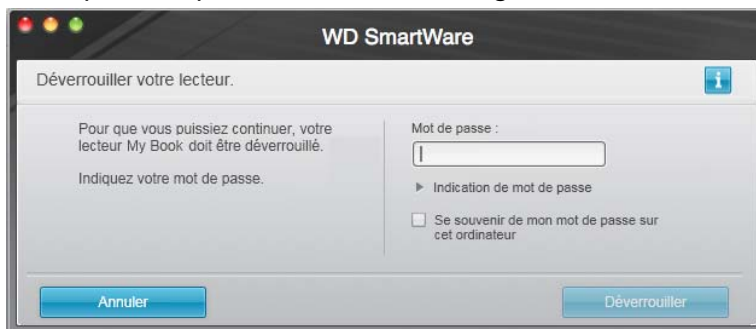 WD SmartWare
Déverrouiller votre lecteur.
Pour que vous puissiez continuer, votre
lecteur My Book doit être déverrouillé.
Indiquez votre mot de passe.
Mot de passe :
Indication de mot de passe
Se souvenir de mon mot de passe sur
cet ordinateur
Annuler
Déverrouiller